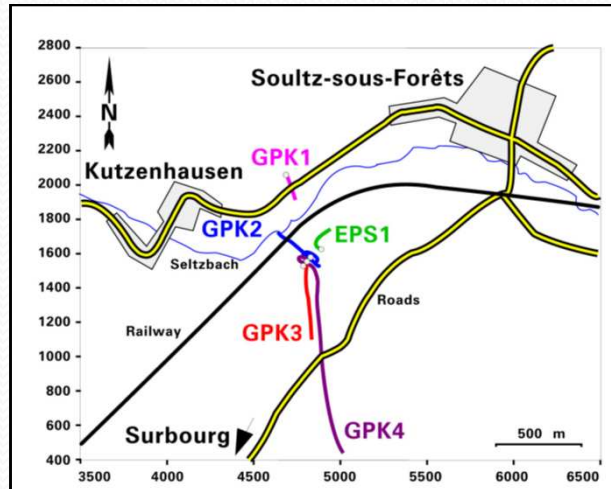 2800
2600
2400
2200
2000
1800
1600
1400
1200
1000
800
600
400
N
Soultz-sous-Forêts
GPK1
Kutzenhausen
GPK2
EPS1
Seltzbach
Roads
Railway
GPK3
Surbourg
GPK4
500 m
3500 4000 4500 5000 5500 6000 6500